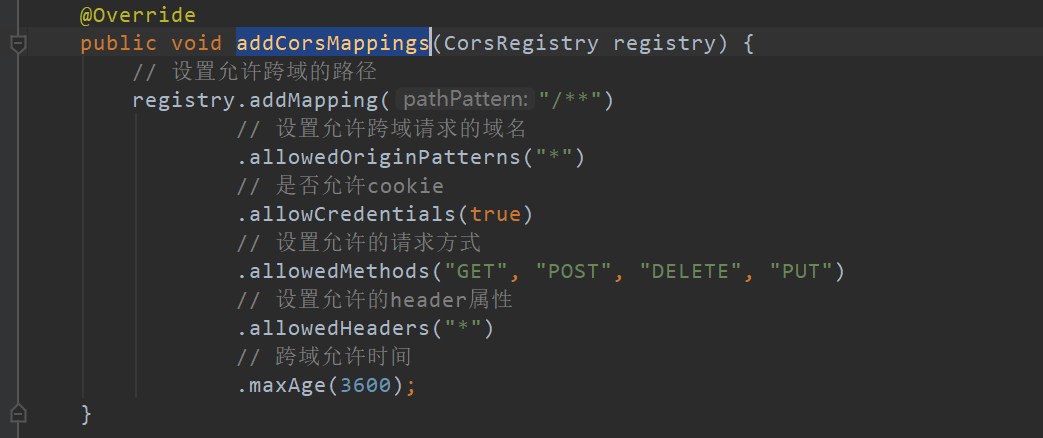 @Override
public void addCorsMappings(CorsRegistry registry) {
// 设置允许跨域的路径
registry.addMapping( pathPattern: "/**")
// 设置允许跨域请求的域名
.allowedOriginPatterns("*")
// 是否允许cookie
.allowCredentials(true)
// 设置允许的请求方式
.allowedMethods("GET", "POST", "DELETE", "PUT")
// 设置允许的header属性
.allowedHeaders("*")
// 跨域允许时间
.maxAge(3600);
}